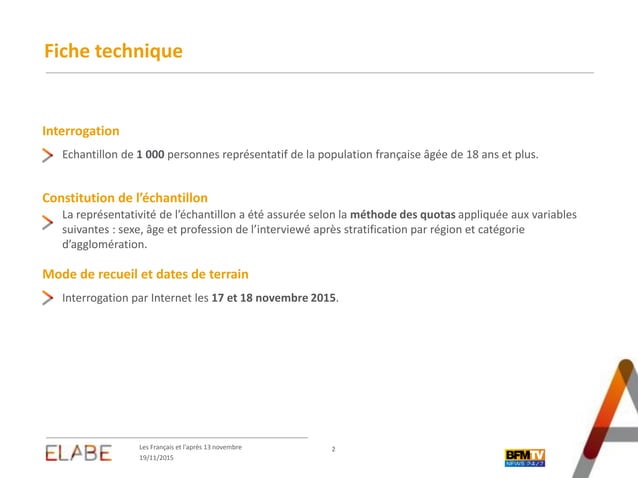 Fiche technique
Interrogation
Echantillon de 1 000 personnes représentatif de la population française âgée de 18 ans et plus.
Constitution de l’échantillon
La représentativité de l’échantillon a été assurée selon la méthode des quotas appliquée aux variables
suivantes : sexe, âge et profession de l’interviewé après stratification par région et catégorie
d’agglomération.
Mode de recueil et dates de terrain
Interrogation par Internet les 17 et 18 novembre 2015.
ELABE
Les Français et l’après 13 novembre
19/11/2015
2
BFMTV
NEWS 24/7